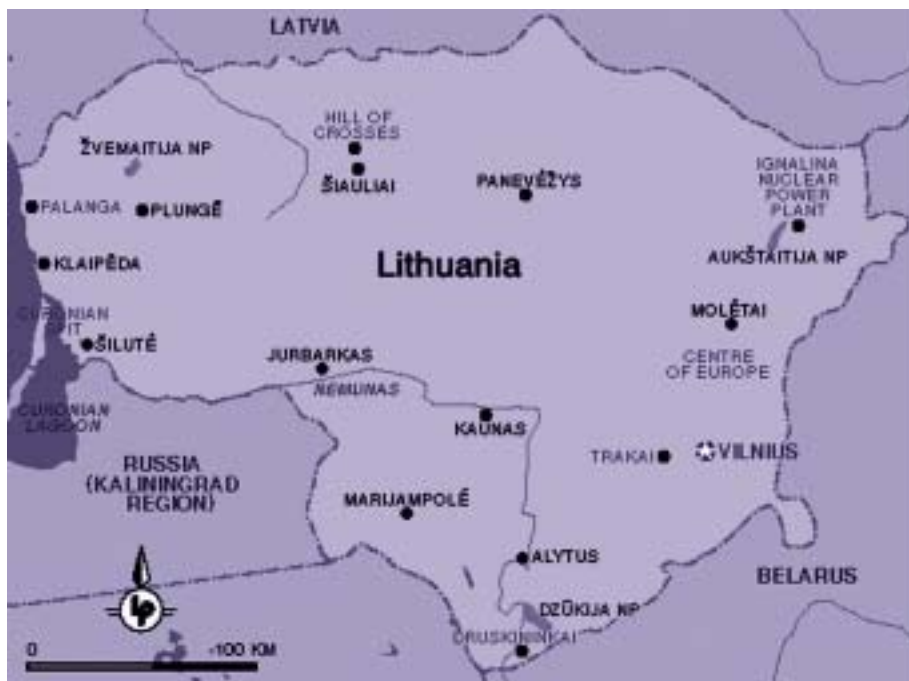 LATVIA
HILL OF
CROSSES
ŽVEMAITIJA NP
ŠIAULIAI
PANEVĖŽYS
IGNALINA
NUCLEAR
POWER
PLANT
PALANGA
PLUNGĖ
AUKŠTAITIJA NP
KLAIPĖDA
Lithuania
MOLĖTAI
CURONIAN
SPIT
ŠILUTĖ
JURBARKAS
CENTRE
OF EUROPE
NEMUNAS
CURONIAN
LAGOON
KAUNAS
TRAKAI
VILNIUS
RUSSIA
(KALININGRAD
REGION)
MARIJAMPOLĖ
ALYTUS
BELARUS
lp
DZŪKIJA NP
DRUSKININKAI
0
100 KM